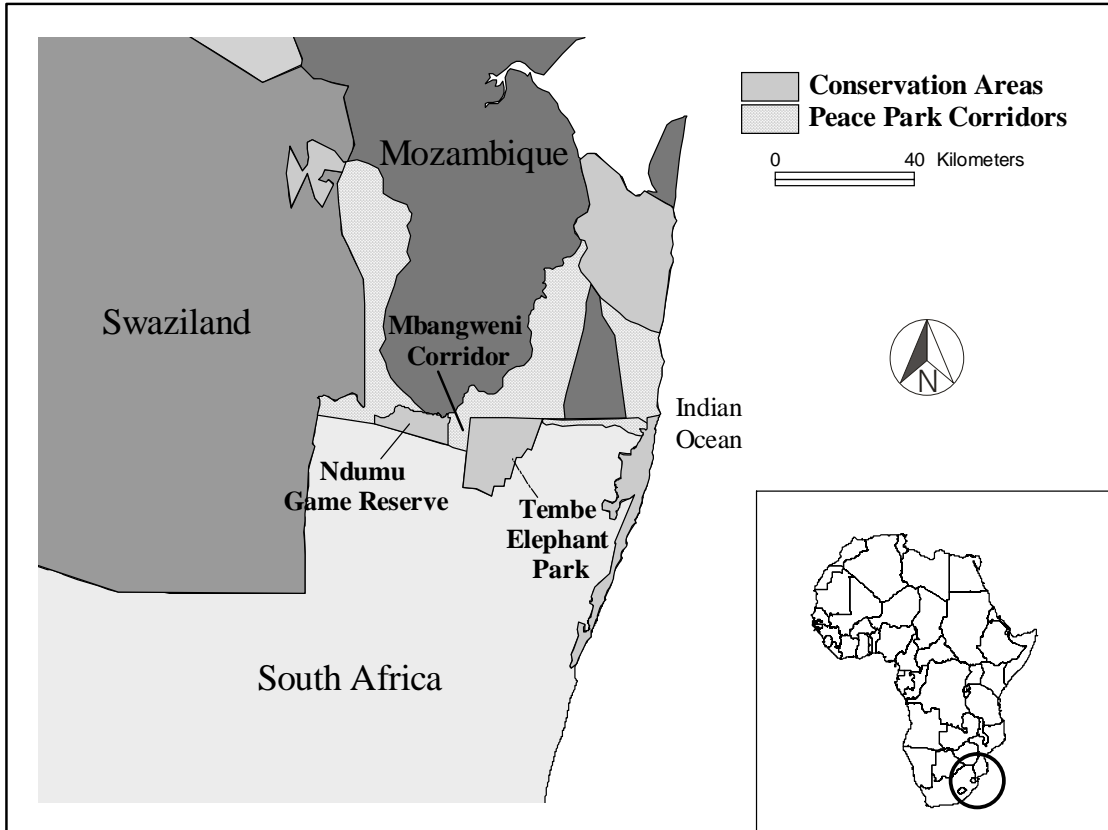 Conservation Areas
Peace Park Corridors
0 40 Kilometers
Mozambique
Swaziland
Mbangweni
Corridor
N
Indian
Ocean
Ndumu
Game Reserve
Tembe
Elephant
Park
South Africa